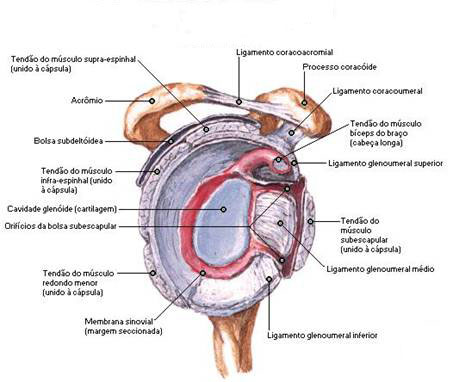 Tendão do músculo supra-espinhal
(unido à cápsula)
Acrômio
Bolsa subdeltóidea
Tendão do músculo
infra-espinhal (unido
à cápsula)
Cavidade glenóide (cartilagem)
Orifícios da bolsa subescapular
Tendão do músculo
redondo menor
(unido à cápsula)
Membrana sinovial
(margem seccionada)
Ligamento coracoacromial
Processo coracóide
Ligamento coracoumeral
Tendão do músculo
bíceps do braço
(cabeça longa)
Ligamento glenoumeral superior
Tendão do
músculo
subescapular
(unido à cápsula)
Ligamento glenoumeral médio
Ligamento glenoumeral inferior